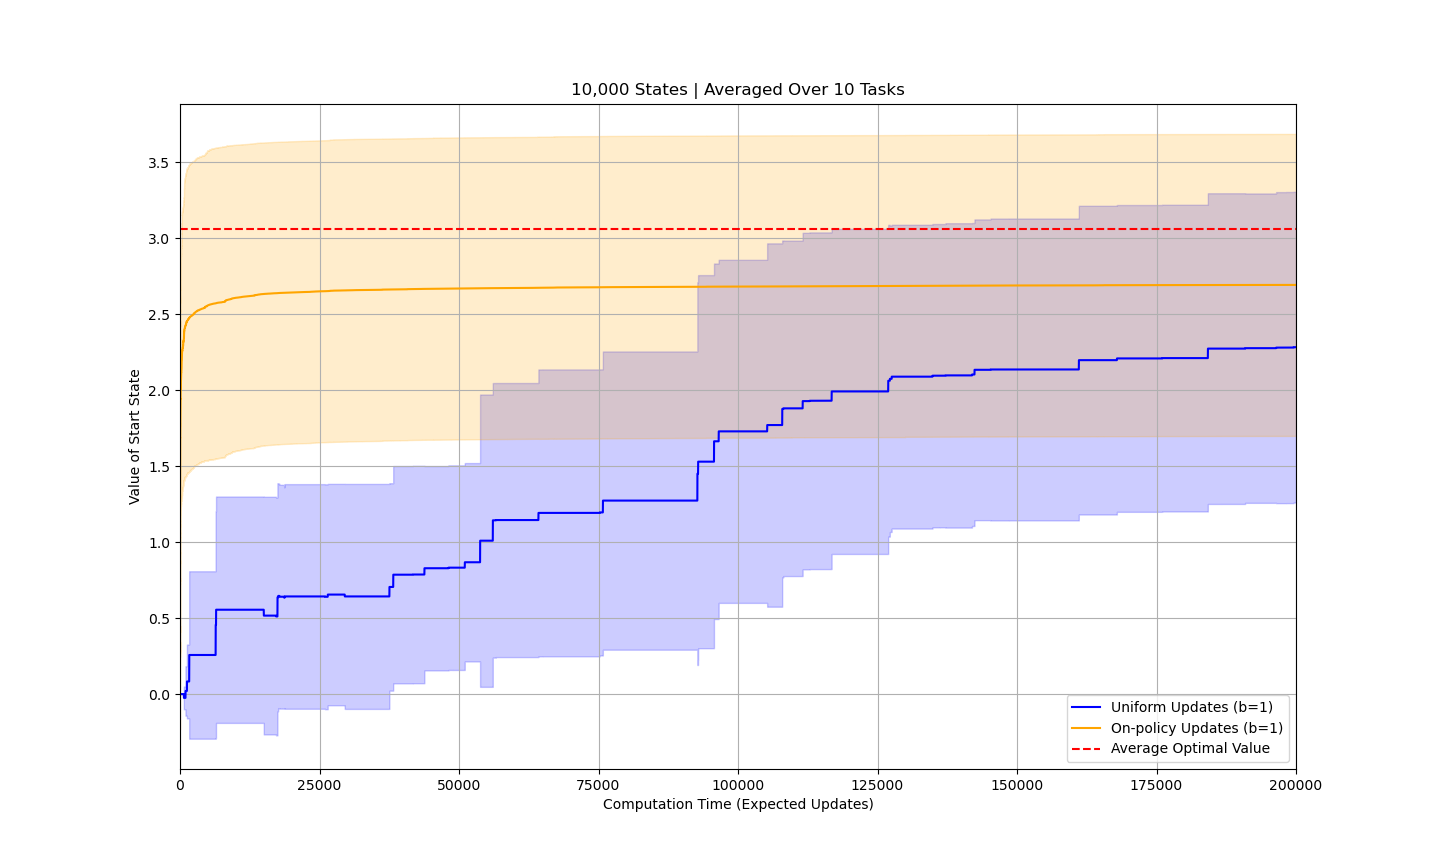 10,000 States | Averaged Over 10 Tasks
Value of Start State
3.5
3.0
2.5
2.0
1.5
1.0
0.5
0.0
Uniform Updates (b=1)
On-policy Updates (b=1)
Average Optimal Value
0 25000 50000 75000 100000 125000 150000 175000 200000
Computation Time (Expected Updates)